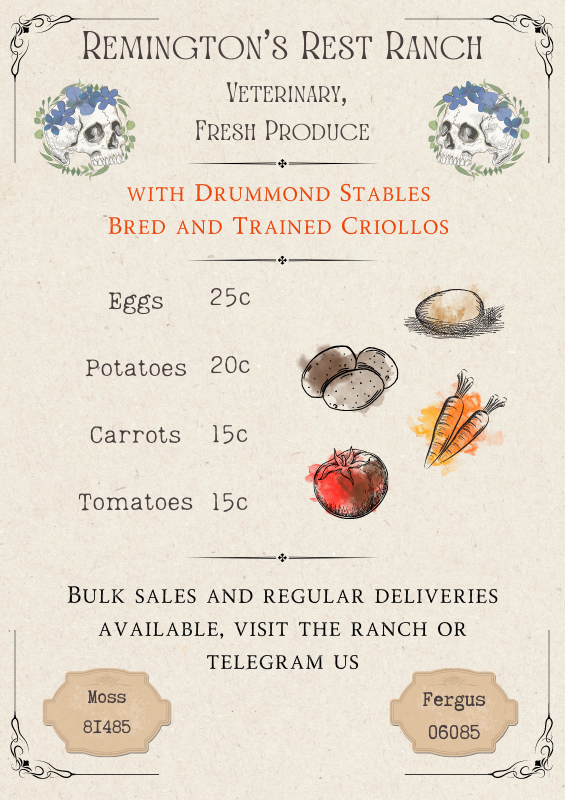 Remington's Rest Ranch
Veterinary,
Fresh Produce
with Drummond Stables
Bred and Trained Criollos
Eggs 25c
Potatoes 20c
Carrots 15c
Tomatoes 15c
Bulk sales and regular deliveries
available, visit the ranch or
telegram us
Moss
81485
Fergus
06085